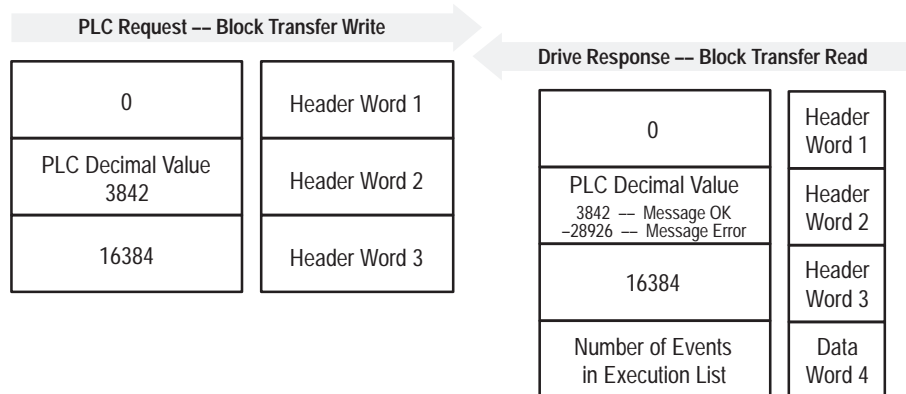 PLC Request –– Block Transfer Write
0
Header Word 1
PLC Decimal Value
3842
Header Word 2
16384
Header Word 3
Drive Response –– Block Transfer Read
0
Header
Word 1
PLC Decimal Value
3842 –– Message OK
–28926 –– Message Error
Header
Word 2
16384
Header
Word 3
Number of Events
in Execution List
Data
Word 4